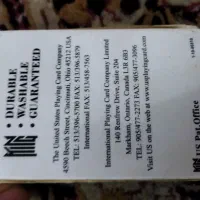 • DURABLE
• WASHABLE
• GUARANTEED
The United States Playing Card Company
4590 Beech Street, Cincinnati, Ohio 45212 USA
TEL: 513/396-5700 FAX: 513/396-5879
International FAX: 513/458-7563
International Playing Card Company Limited
140 Renfrew Drive, Suite 204
Markham, Ontario, Canada L3R 6B3
TEL: 905/477-2273 FAX: 905/477-3096
Visit US on the web @ www.usplayingcard.com
US Pat. Office